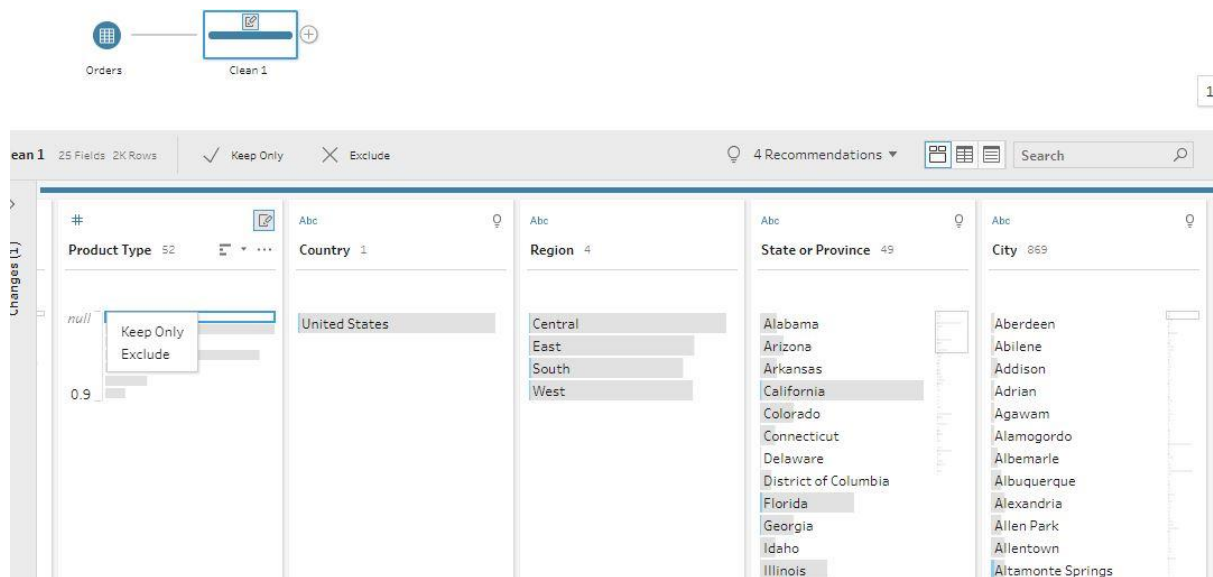 Orders
Clean 1
1
ean 1 25 Fields 2K Rows Keep Only Exclude 4 Recommendations Search
Changes (1)
#
Product Type 52
null
Keep Only
Exclude
0.9
Abc
Country 1
United States
Abc
Region 4
Central
East
South
West
Abc
State or Province 49
Alabama
Arizona
Arkansas
California
Colorado
Connecticut
Delaware
District of Columbia
Florida
Georgia
Idaho
Illinois
Abc
City 869
Aberdeen
Abilene
Addison
Adrian
Agawam
Alamogordo
Albemarle
Albuquerque
Alexandria
Allen Park
Allentown
Altamonte Springs